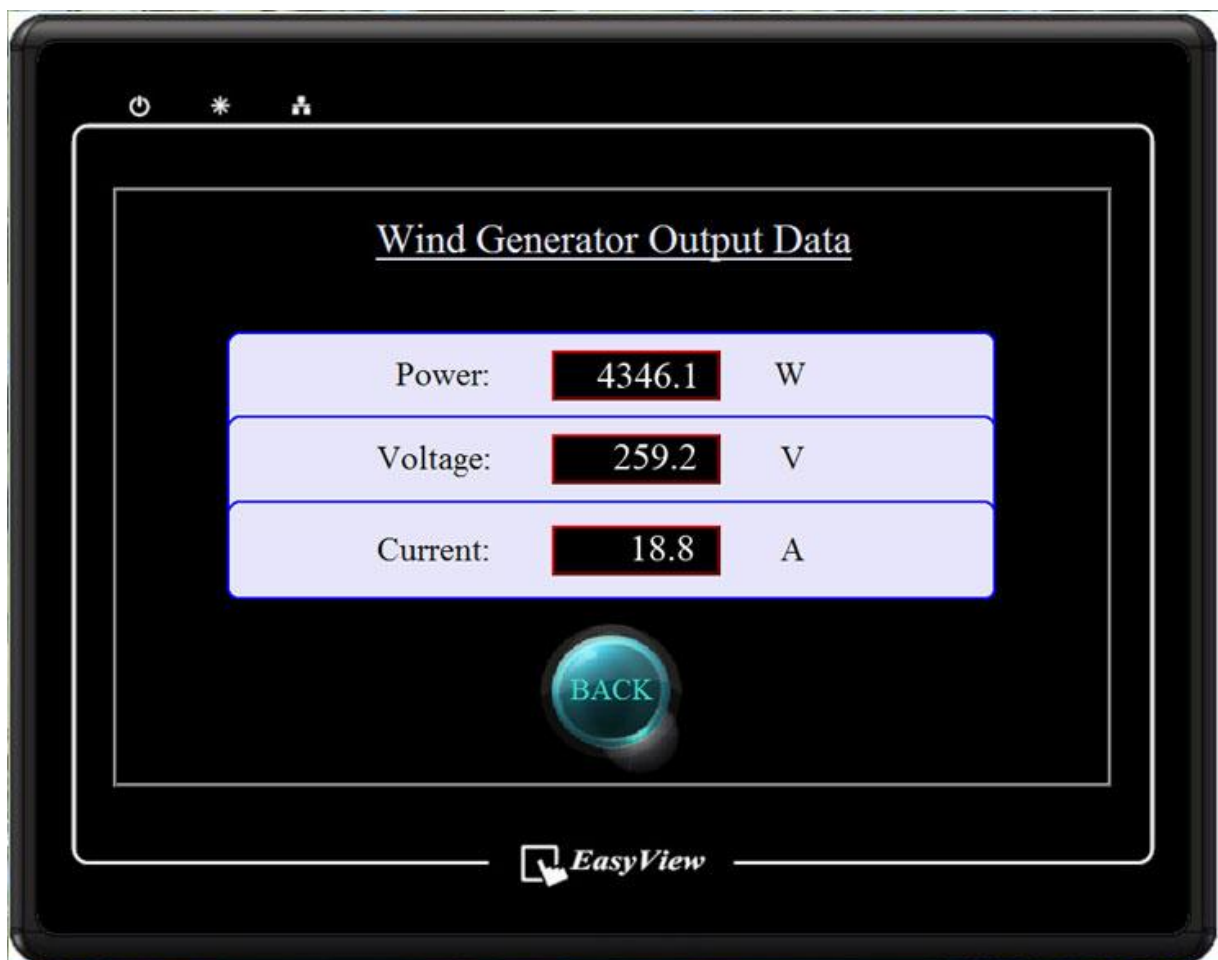 Wind Generator Output Data
Power: 4346.1 W
Voltage: 259.2 V
Current: 18.8 A
BACK
EasyView